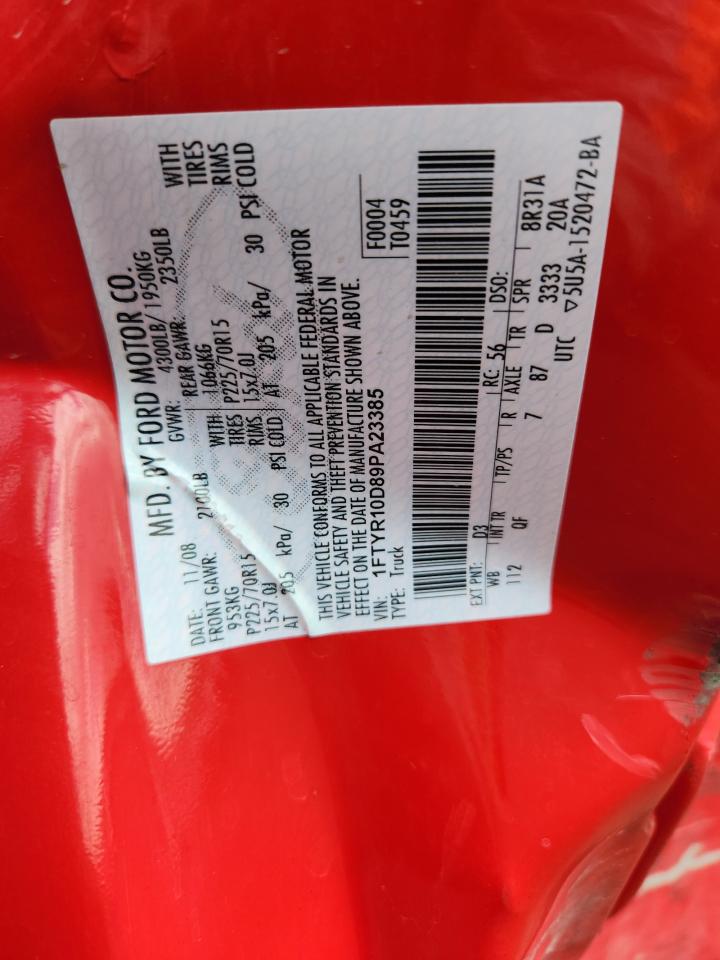 MFD. BY FORD MOTOR CO.
DATE: 11/08 GVWR: 4300LB/ 1950KG
FRONT GAWR: 2100LB REAR GAWR: 2350LB
953KG WITH 1066KG WITH
P225/70R15 TIRES P225/70R15 TIRES
15x7.0J RIMS 15x7.0J RIMS
AT 205 kPa/ 30 PSI COLD AT 205 kPa/ 30 PSI COLD
THIS VEHICLE CONFORMS TO ALL APPLICABLE FEDERAL MOTOR
VEHICLE SAFETY AND THEFT PREVENTION STANDARDS IN
EFFECT ON THE DATE OF MANUFACTURE SHOWN ABOVE.
VIN: 1FTYR10D89PA23385 F0004
TYPE: Truck T0459
EXT PNT: D3 RC: 56 DSO:
WB INT TR TP/PS R AXLE TR SPR 8R31A
112 QF 7 87 D 3333 20A
UTC ▽5U5A-1520472-BA